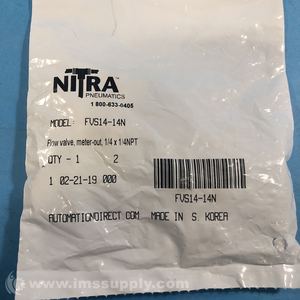 NITRA
PNEUMATICS
1 800-633-0405
MODEL: FVS14-14N
Flow valve, meter-out, 1/4 x 1/4NPT
QTY - 1 2
1 02-21-19 000
FVS14-14N
AUTOMATIONDIRECT.COM MADE IN S. KOREA
© www.imssupply.com